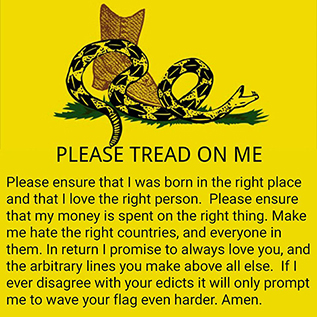 PLEASE TREAD ON ME
Please ensure that I was born in the right place
and that I love the right person.  Please ensure
that my money is spent on the right thing. Make
me hate the right countries, and everyone in
them. In return I promise to always love you, and
the arbitrary lines you make above all else.  If I
ever disagree with your edicts it will only prompt
me to wave your flag even harder. Amen.